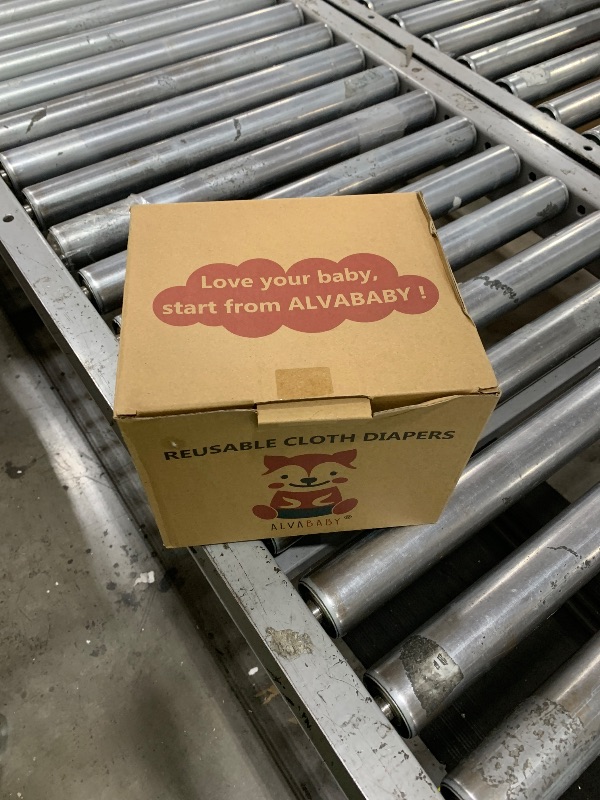 Love your baby,
start from ALVABABY !
REUSABLE CLOTH DIAPERS
ALVABABY®